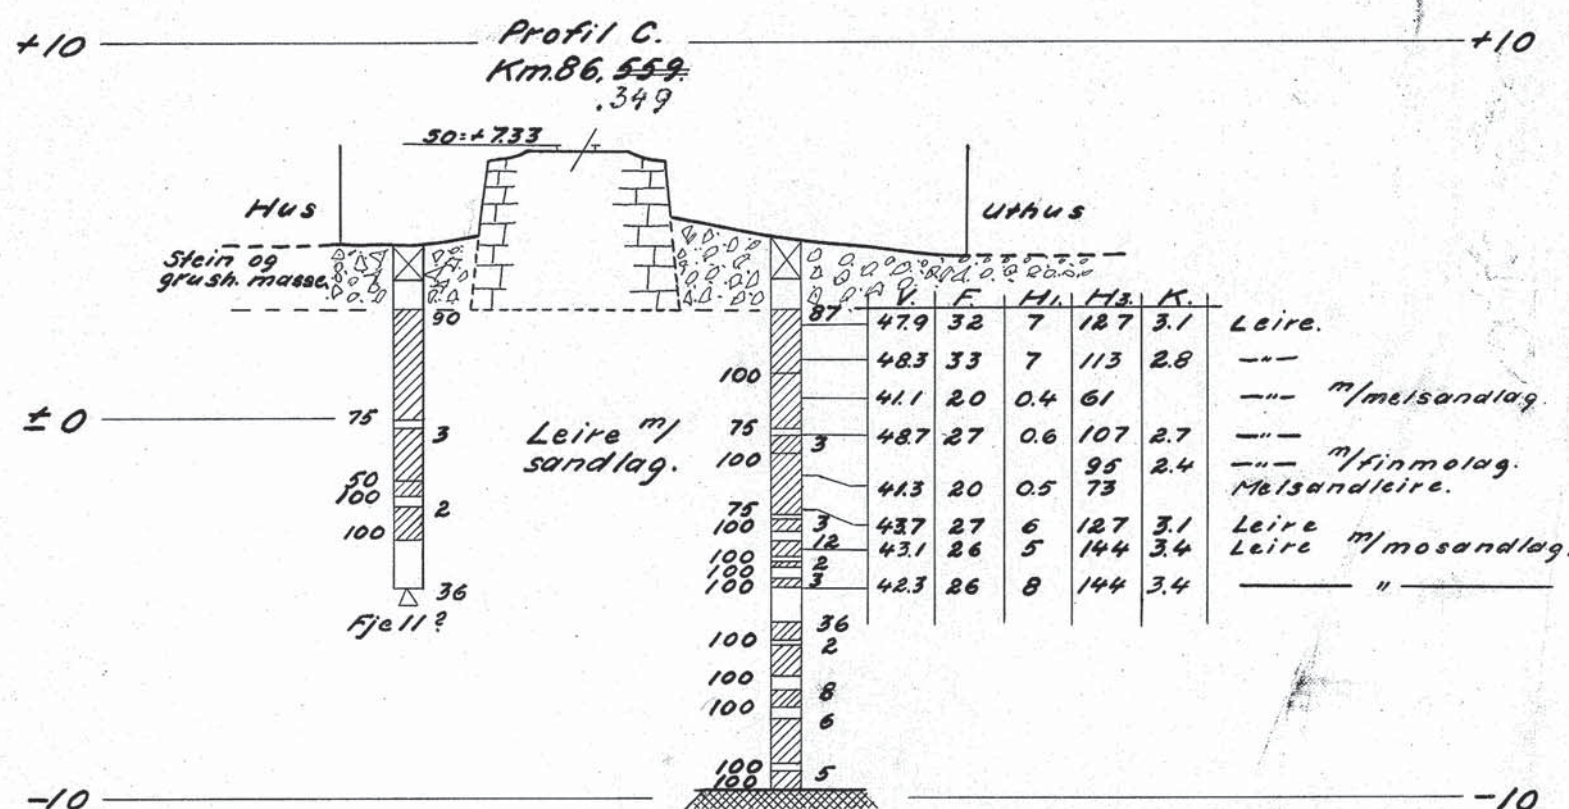 +10 Profil C. +10
Km.86, 559.
.349
SO=+7.33
Hus
Uthus
Stein og
grush. masse.
V. F. H1. H3. K.
90
87 47.9 32 7 127 3.1 Leire.
48.3 33 7 113 2.8 —"—
100
41.1 20 0.4 61 —"— m/melsandlag.
± 0 75
3
Leire m/
sandlag.
75
3
48.7 27 0.6 107 2.7 —"—
100
95 2.4 —"— m/finmolag.
50
100
41.3 20 0.5 73 Melsandleire.
2
75
100
3
43.7 27 6 127 3.1 Leire
100
12
43.1 26 5 144 3.4 Leire m/mosandlag.
100
2
100
3
100
42.3 26 8 144 3.4 — " —
36
Fjell?
36
100
2
100
8
100
6
100
5
100
-10 -10